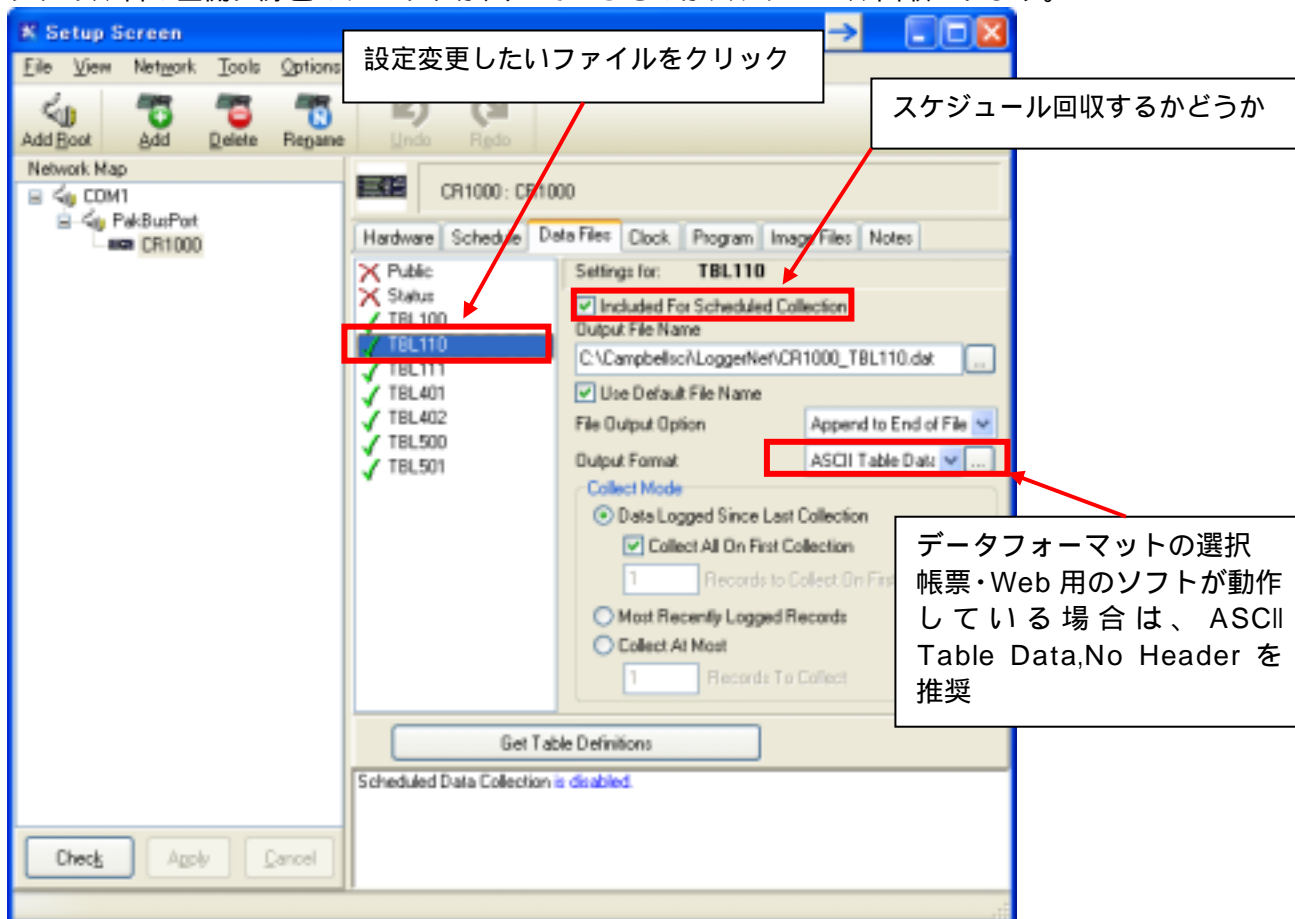 Setup Screen
File View Network Tools Options
設定変更したいファイルをクリック
スケジュール回収するかどうか
Add Root Add Delete Rename Undo Redo
Network Map
COM1
PakBusPort
CR1000
CR1000: CR1000
Hardware Schedule Data Files Clock Program Image Files Notes
Public
Status
TBL100
TBL110
TBL111
TBL401
TBL402
TBL500
TBL501
Settings for: TBL110
Included For Scheduled Collection
Output File Name
C:\Campbellsci\LoggerNet\CR1000_TBL110.dat ...
Use Default File Name
File Output Option Append to End of File
Output Format ASCII Table Data ...
Collect Mode
Data Logged Since Last Collection
Collect All On First Collection
1 Records to Collect On First
Most Recently Logged Records
Collect At Most
1 Records To Collect
データフォーマットの選択
帳票・Web 用のソフトが動作
している場合は、ASCII
Table Data,No Header を
推奨
Get Table Definitions
Scheduled Data Collection is disabled.
Check Apply Cancel